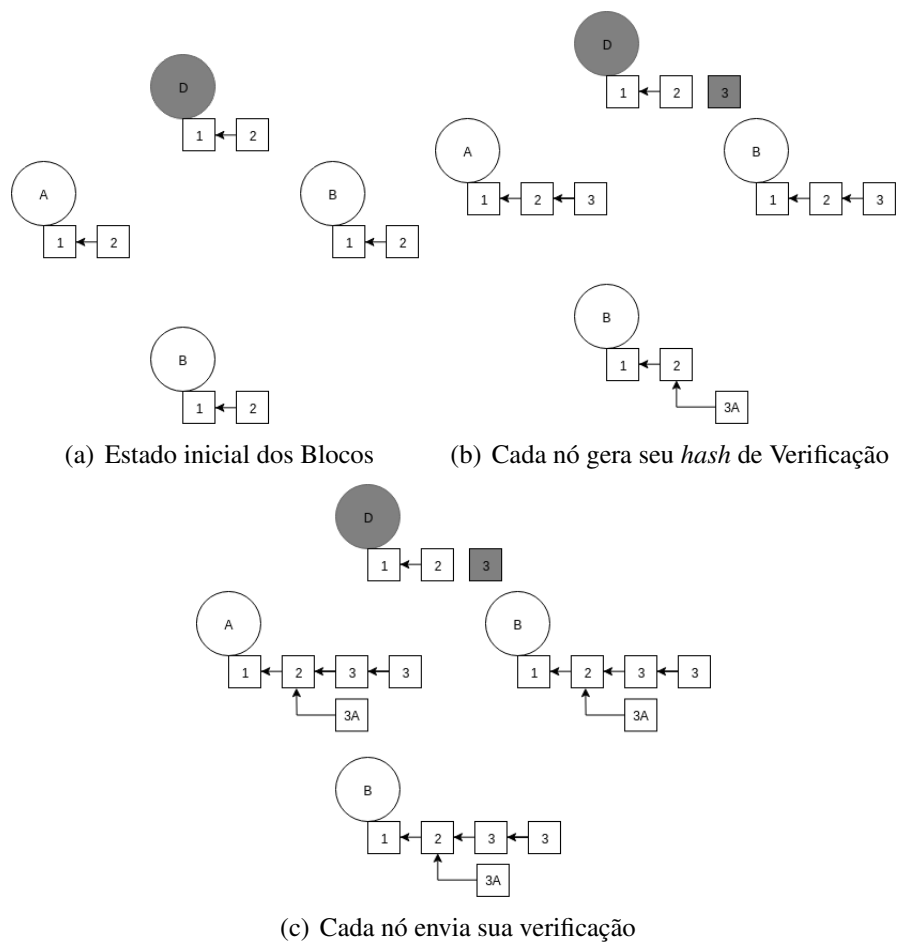 D
1 2
A
1 2
B
1 2
B
1 2
(a) Estado inicial dos Blocos
D
1 2 3
A
1 2 3
B
1 2 3
B
1 2
3A
(b) Cada nó gera seu hash de Verificação
D
1 2 3
A
1 2 3 3
3A
B
1 2 3 3
3A
B
1 2 3 3
3A
(c) Cada nó envia sua verificação